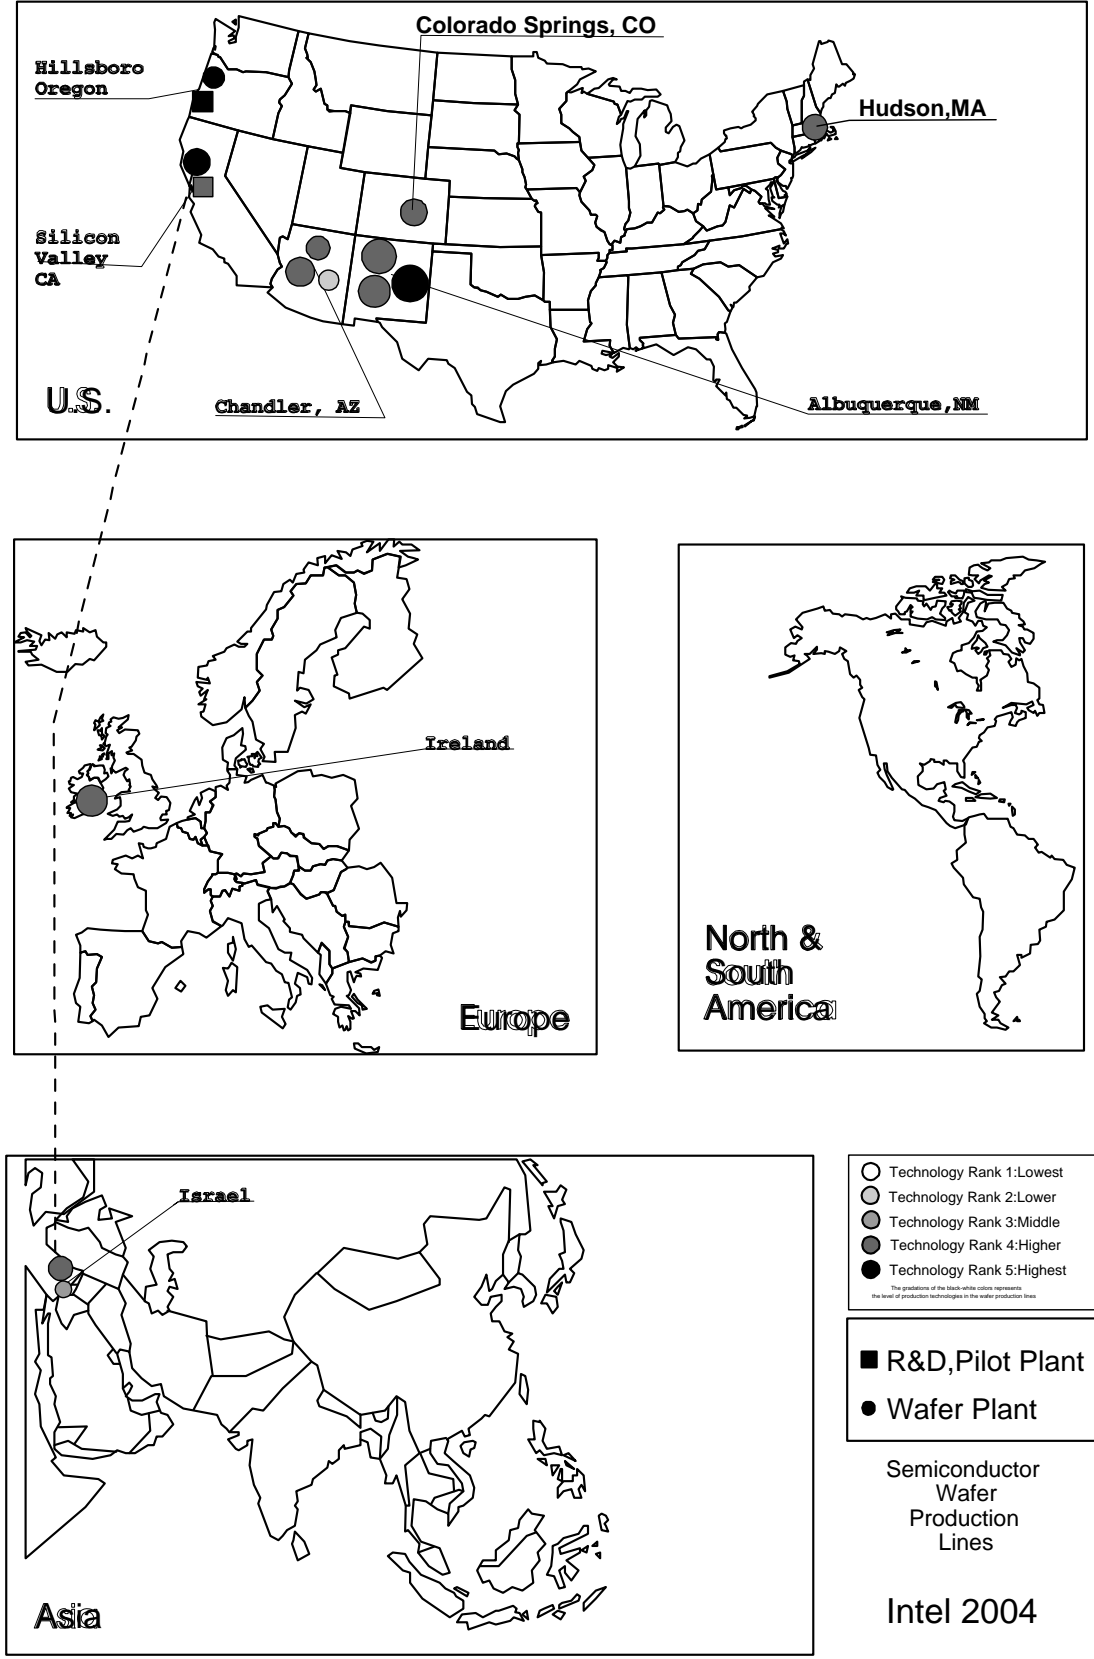 Colorado Springs, CO
Hillsboro
Oregon
Hudson,MA
Silicon
Valley
CA
U.S.
Chandler, AZ
Albuquerque,NM
Ireland
Europe
North &
South
America
Israel
Asia
Technology Rank 1:Lowest
Technology Rank 2:Lower
Technology Rank 3:Middle
Technology Rank 4:Higher
Technology Rank 5:Highest
The gradations of the black-white colors represents
the level of production technologies in the wafer production lines
R&D,Pilot Plant
Wafer Plant
Semiconductor
Wafer
Production
Lines
Intel 2004